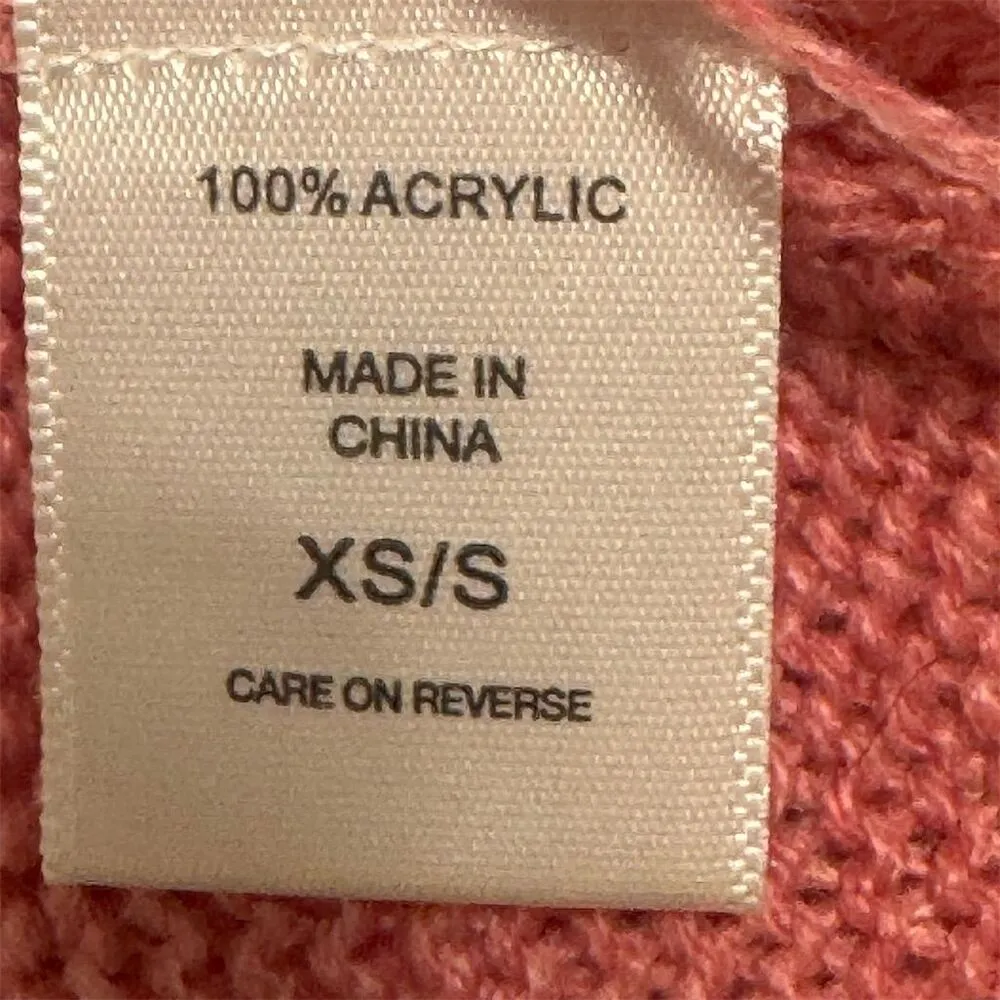 100% ACRYLIC
MADE IN
CHINA
XS/S
CARE ON REVERSE